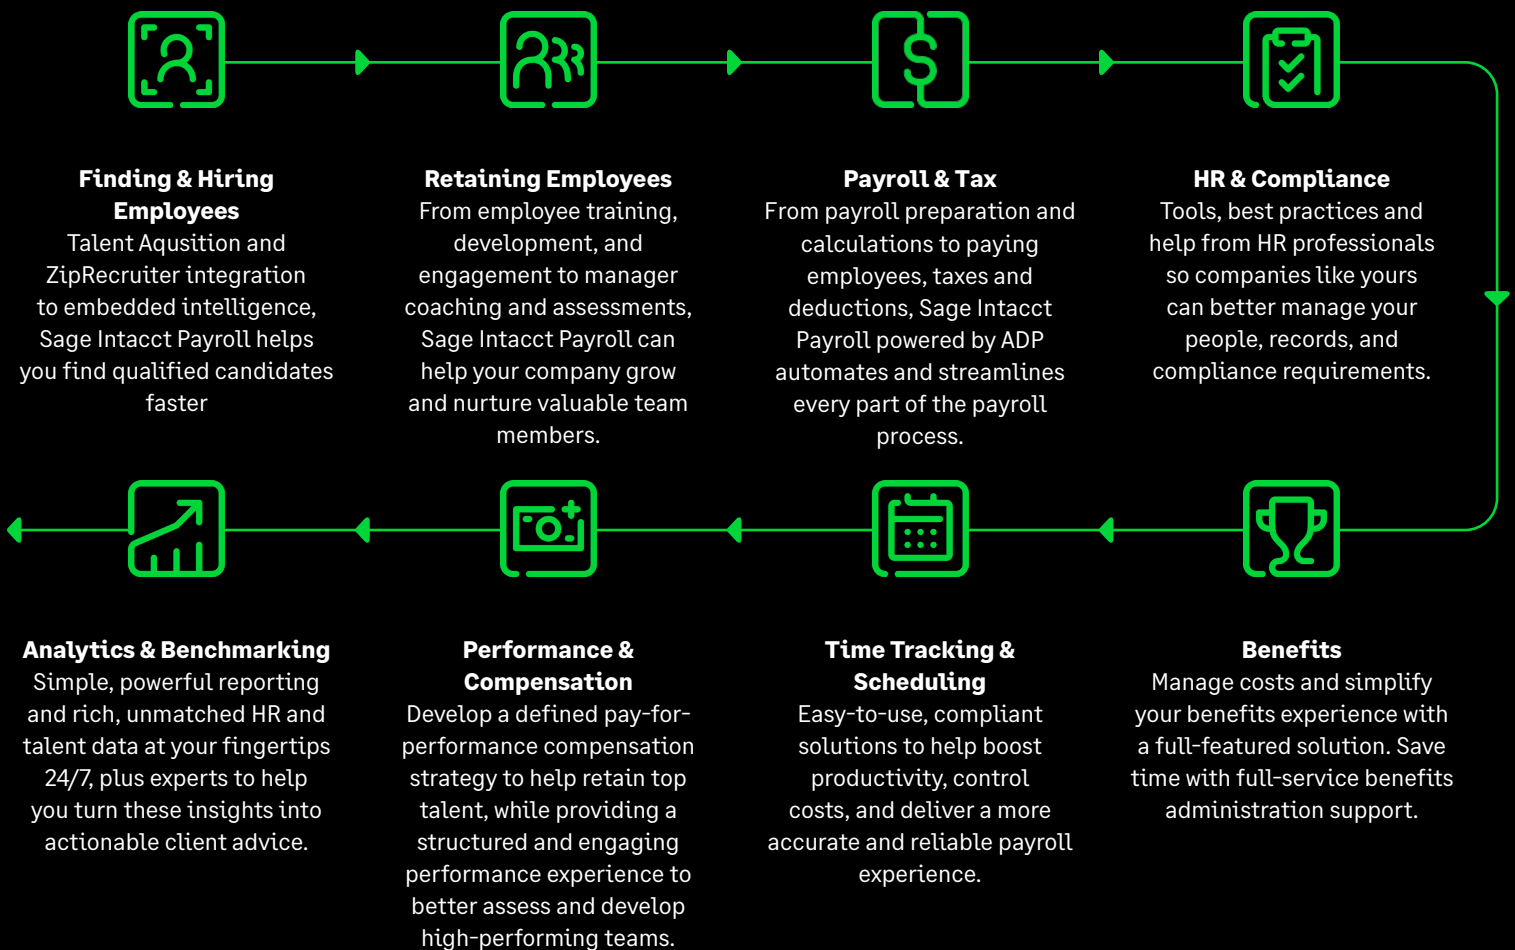 Finding & Hiring
Employees
Talent Aqusition and
ZipRecruiter integration
to embedded intelligence,
Sage Intacct Payroll helps
you find qualified candidates
faster
Retaining Employees
From employee training,
development, and
engagement to manager
coaching and assessments,
Sage Intacct Payroll can
help your company grow
and nurture valuable team
members.
Payroll & Tax
From payroll preparation and
calculations to paying
employees, taxes and
deductions, Sage Intacct
Payroll powered by ADP
automates and streamlines
every part of the payroll
process.
HR & Compliance
Tools, best practices and
help from HR professionals
so companies like yours
can better manage your
people, records, and
compliance requirements.
Analytics & Benchmarking
Simple, powerful reporting
and rich, unmatched HR and
talent data at your fingertips
24/7, plus experts to help
you turn these insights into
actionable client advice.
Performance &
Compensation
Develop a defined pay-for-
performance compensation
strategy to help retain top
talent, while providing a
structured and engaging
performance experience to
better assess and develop
high-performing teams.
Time Tracking &
Scheduling
Easy-to-use, compliant
solutions to help boost
productivity, control
costs, and deliver a more
accurate and reliable payroll
experience.
Benefits
Manage costs and simplify
your benefits experience with
a full-featured solution. Save
time with full-service benefits
administration support.